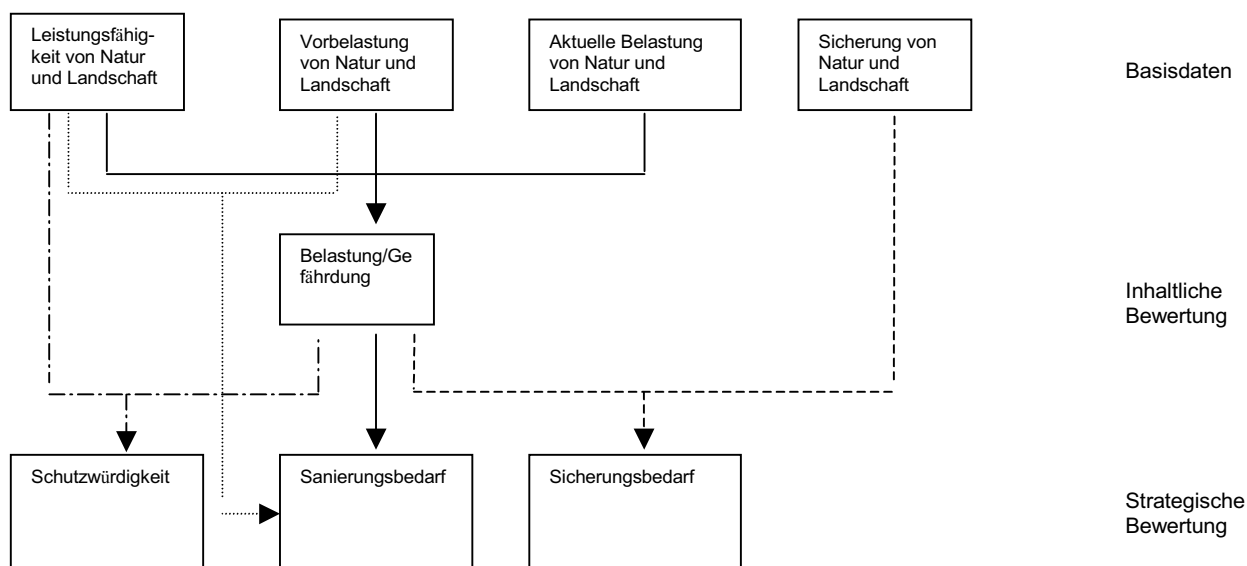 Leistungsfähig-
keit von Natur
und Landschaft
Vorbelastung
von Natur und
Landschaft
Aktuelle Belastung
von Natur und
Landschaft
Sicherung von
Natur und
Landschaft
Basisdaten
Belastung/Ge
fährdung
Inhaltliche
Bewertung
Schutzwürdigkeit
Sanierungsbedarf
Sicherungsbedarf
Strategische
Bewertung